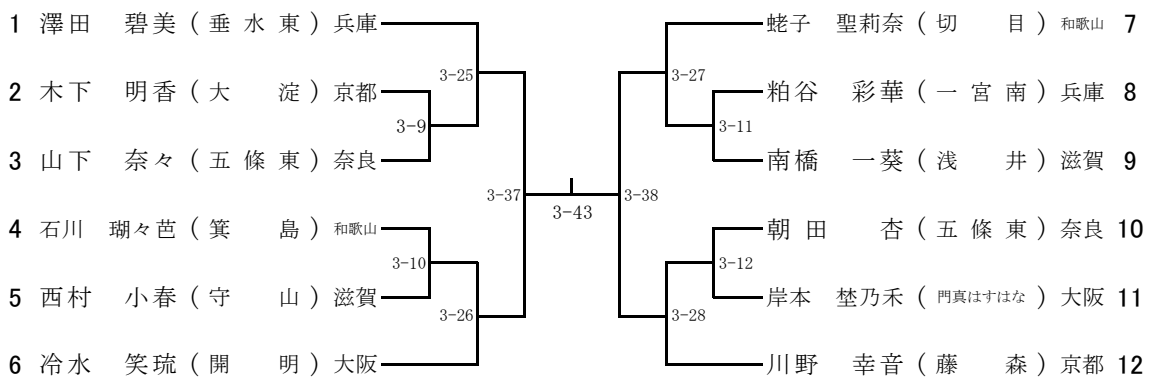 1 澤田 碧美 (垂水東) 兵庫
3-25
2 木下 明香 (大淀) 京都
3-9
3 山下 奈々 (五條東) 奈良
3-37
4 石川 瑚々芭 (箕島) 和歌山
3-10
5 西村 小春 (守山) 滋賀
3-26
6 冷水 笑琉 (開明) 大阪
3-43
蛯子 聖莉奈 (切目) 和歌山 7
3-27
粕谷 彩華 (一宮南) 兵庫 8
3-11
南橋 一葵 (浅井) 滋賀 9
3-38
朝田 杏 (五條東) 奈良 10
3-12
岸本 埜乃禾 (門真はすはな) 大阪 11
3-28
川野 幸音 (藤森) 京都 12